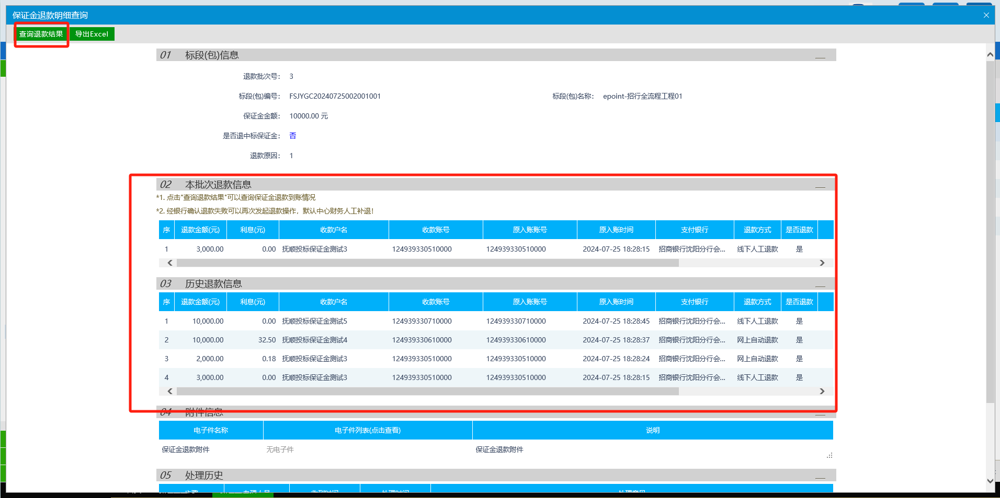 保证金退款明细查询
查询退款结果 导出Excel
01 标段(包)信息
退款批次号： 3
标段(包)编号： FSJYGC20240725002001001 标段(包)名称： epoint-招行全流程工程01
保证金金额： 10000.00 元
是否退中标保证金： 否
退款原因： 1
02 本批次退款信息
*1. 点击"查询退款结果"可以查询保证金退款到账情况
*2. 经银行确认退款失败可以再次发起退款操作，默认中心财务人工补退！
序 退款金额(元) 利息(元) 收款户名 收款账号 原入账账号 原入账时间 支付银行 退款方式 是否退款
1 3,000.00 0.00 抚顺投标保证金测试3 124939330510000 124939330510000 2024-07-25 18:28:15 招商银行沈阳分行会... 线下人工退款 是
03 历史退款信息
序 退款金额(元) 利息(元) 收款户名 收款账号 原入账账号 原入账时间 支付银行 退款方式 是否退款
1 10,000.00 0.00 抚顺投标保证金测试5 124939330710000 124939330710000 2024-07-25 18:28:45 招商银行沈阳分行会... 线下人工退款 是
2 10,000.00 32.50 抚顺投标保证金测试4 124939330610000 124939330610000 2024-07-25 18:28:37 招商银行沈阳分行会... 网上自动退款 是
3 2,000.00 0.18 抚顺投标保证金测试3 124939330510000 124939330510000 2024-07-25 18:28:24 招商银行沈阳分行会... 网上自动退款 是
4 3,000.00 0.00 抚顺投标保证金测试3 124939330510000 124939330510000 2024-07-25 18:28:15 招商银行沈阳分行会... 线下人工退款 是
04 附件信息
电子件名称 电子件列表(点击查看) 说明
保证金退款附件 无电子件 保证金退款附件
05 处理历史
收到时间 处理时间 处理意见